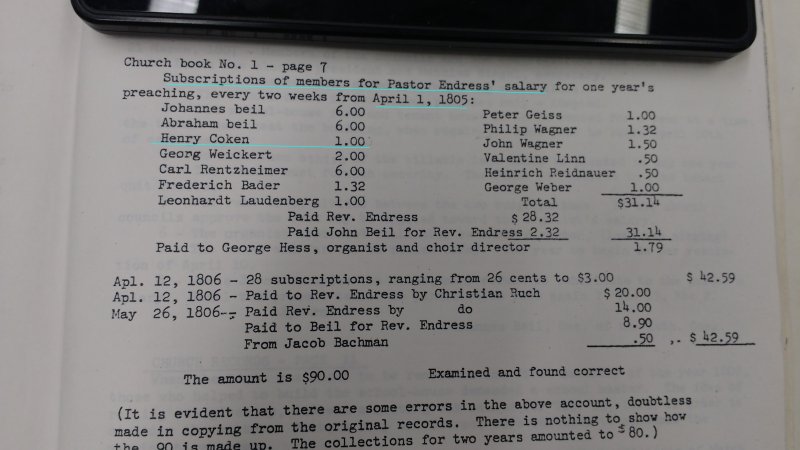 Church book No. 1 - page 7
Subscriptions of members for Pastor Endress' salary for one year's
preaching, every two weeks from April 1, 1805:
Johannes beil 6.00 Peter Geiss 1.00
Abraham beil 6.00 Philip Wagner 1.32
Henry Coken 1.00 John Wagner 1.50
Georg Weickert 2.00 Valentine Linn .50
Carl Rentzheimer 6.00 Heinrich Reidnauer .50
Frederich Bader 1.32 George Weber 1.00
Leonhardt Laudenberg 1.00 Total $31.14
Paid Rev. Endress $ 28.32
Paid John Beil for Rev. Endress 2.32 31.14
Paid to George Hess, organist and choir director 1.79
Apl. 12, 1806 - 28 subscriptions, ranging from 26 cents to $3.00 $ 42.59
Apl. 12, 1806 - Paid to Rev. Endress by Christian Ruch $ 20.00
May 26, 1806-- Paid Rev. Endress by do 14.00
Paid to Beil for Rev. Endress 8.90
From Jacob Bachman .50 $ 42.59
The amount is $90.00 Examined and found correct
(It is evident that there are some errors in the above account, doubtless
made in copying from the original records. There is nothing to show how
the 90 is made up. The collections for two years amounted to $80.)